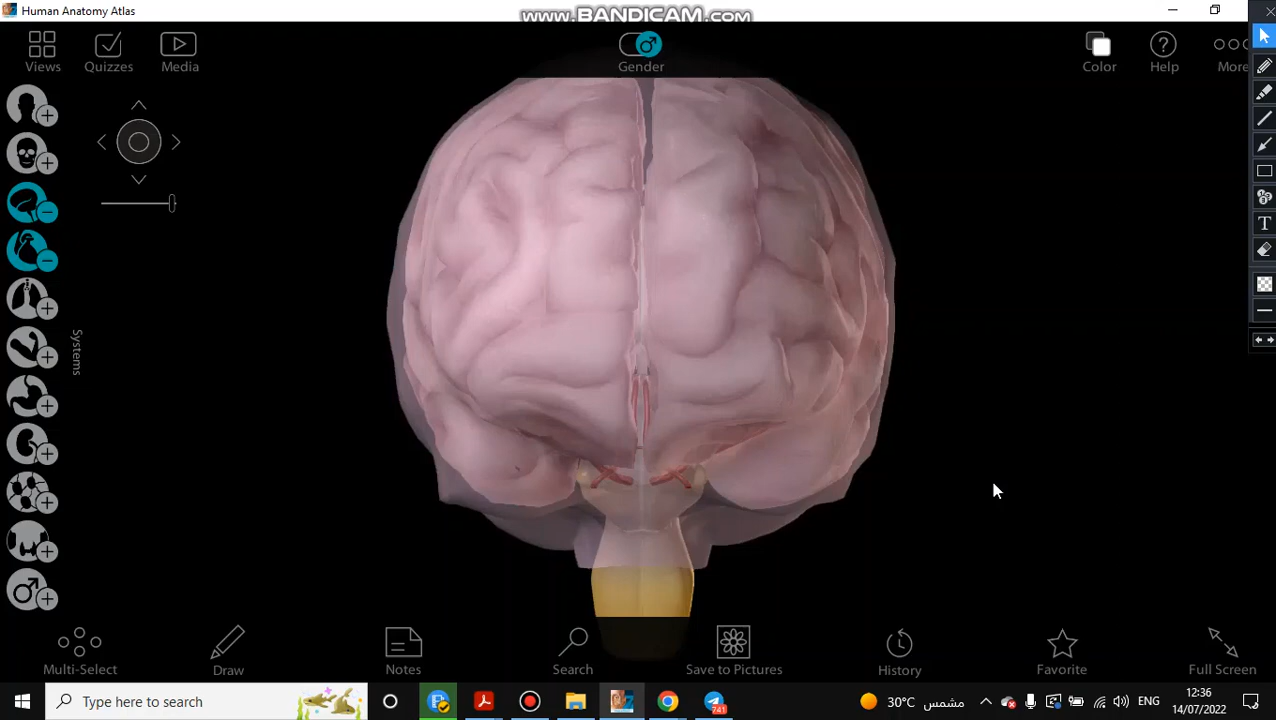 Human Anatomy Atlas
www.BANDICAM.com
Views
Quizzes
Media
Gender
Color
Help
More
Systems
Multi-Select
Draw
Notes
Search
Save to Pictures
History
Favorite
Full Screen
Type here to search
741
30°C مشمس
ENG
12:36
14/07/2022